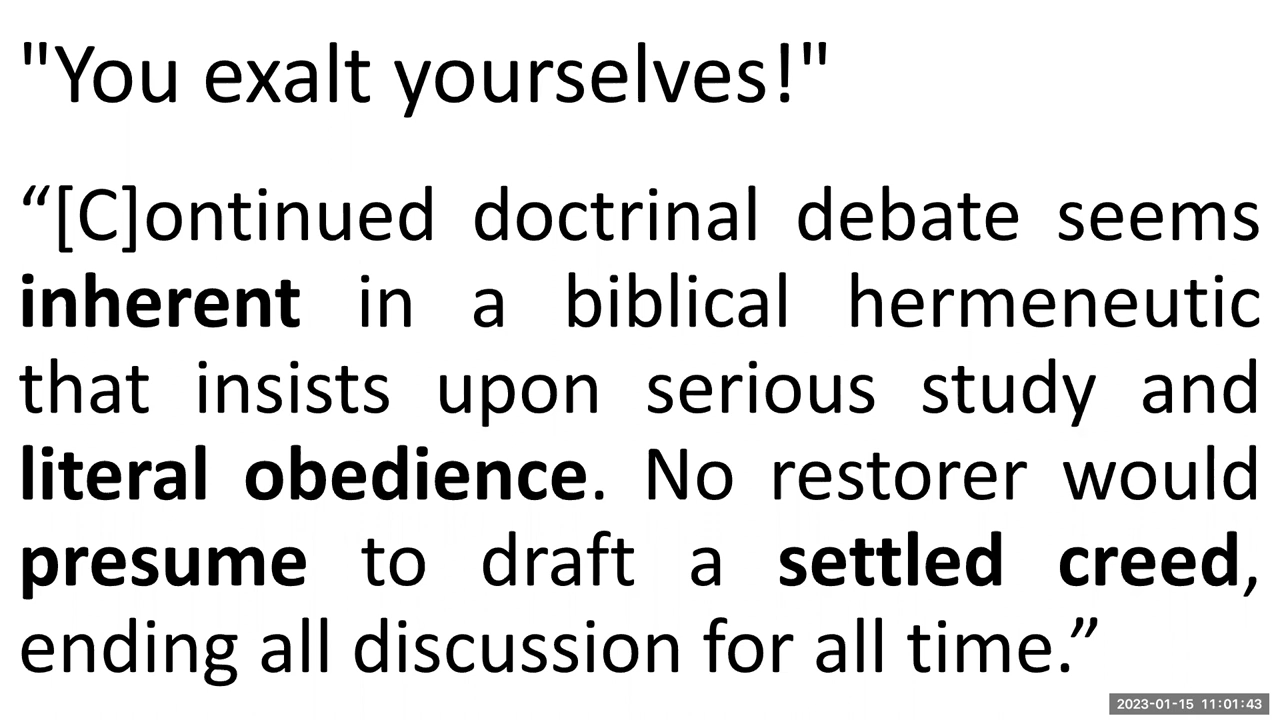 "You exalt yourselves!"
“[C]ontinued doctrinal debate seems
inherent in a biblical hermeneutic
that insists upon serious study and
literal obedience. No restorer would
presume to draft a settled creed,
ending all discussion for all time.”
2023-01-15 11:01:43